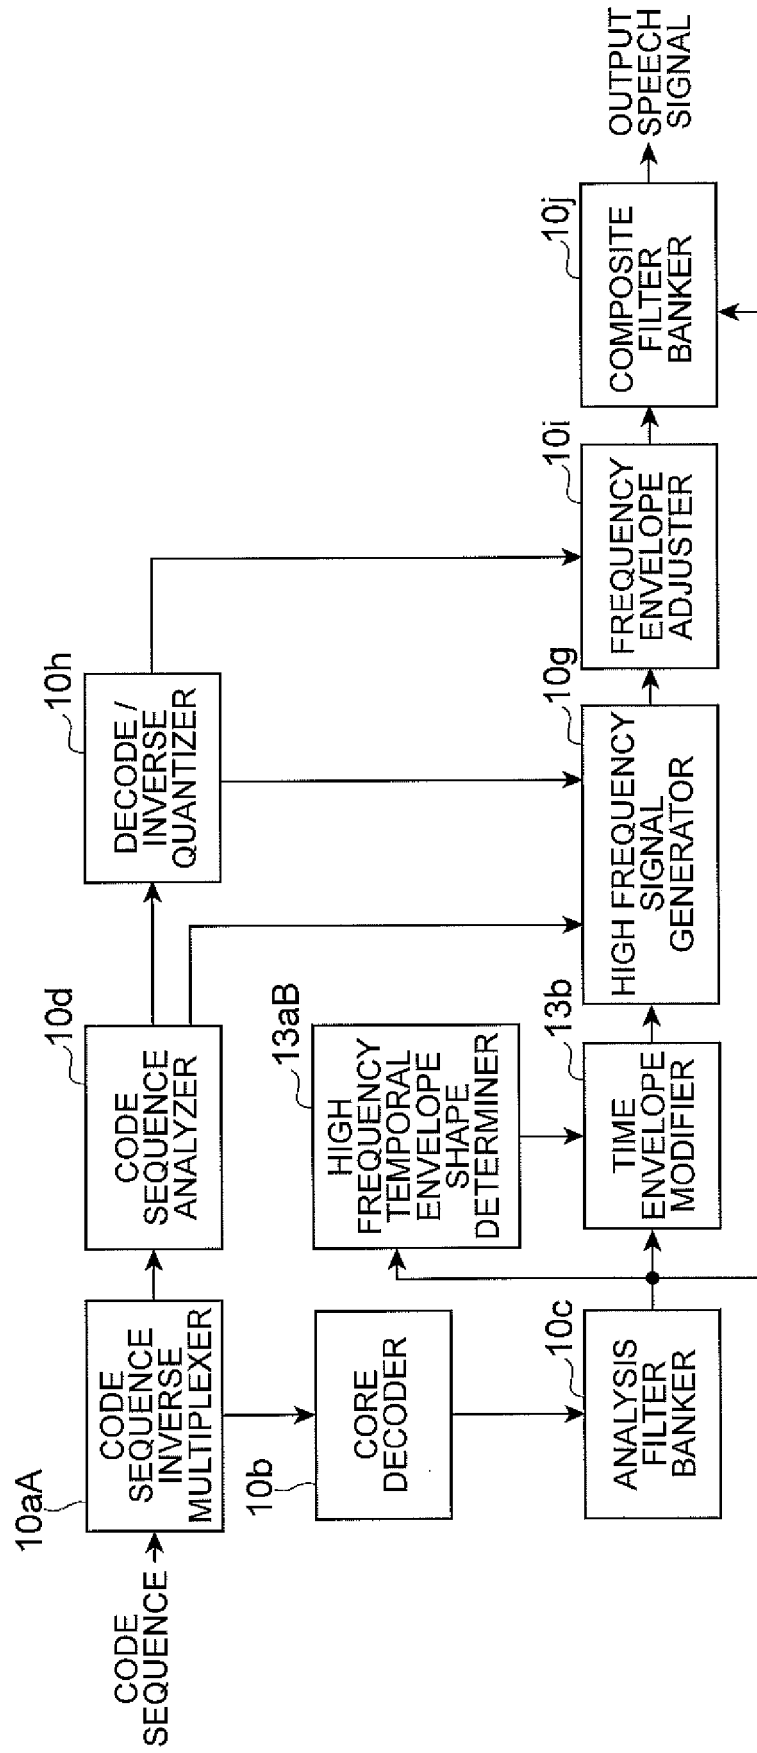 CODE
SEQUENCE
10aA
CODE
SEQUENCE
INVERSE
MULTIPLEXER
10d
CODE
SEQUENCE
ANALYZER
10h
DECODE /
INVERSE
QUANTIZER
10b
CORE
DECODER
13aB
HIGH
FREQUENCY
TEMPORAL
ENVELOPE
SHAPE
DETERMINER
10c
ANALYSIS
FILTER
BANKER
13b
TIME
ENVELOPE
MODIFIER
10g
HIGH FREQUENCY
SIGNAL
GENERATOR
10i
FREQUENCY
ENVELOPE
ADJUSTER
10j
COMPOSITE
FILTER
BANKER
OUTPUT
SPEECH
SIGNAL